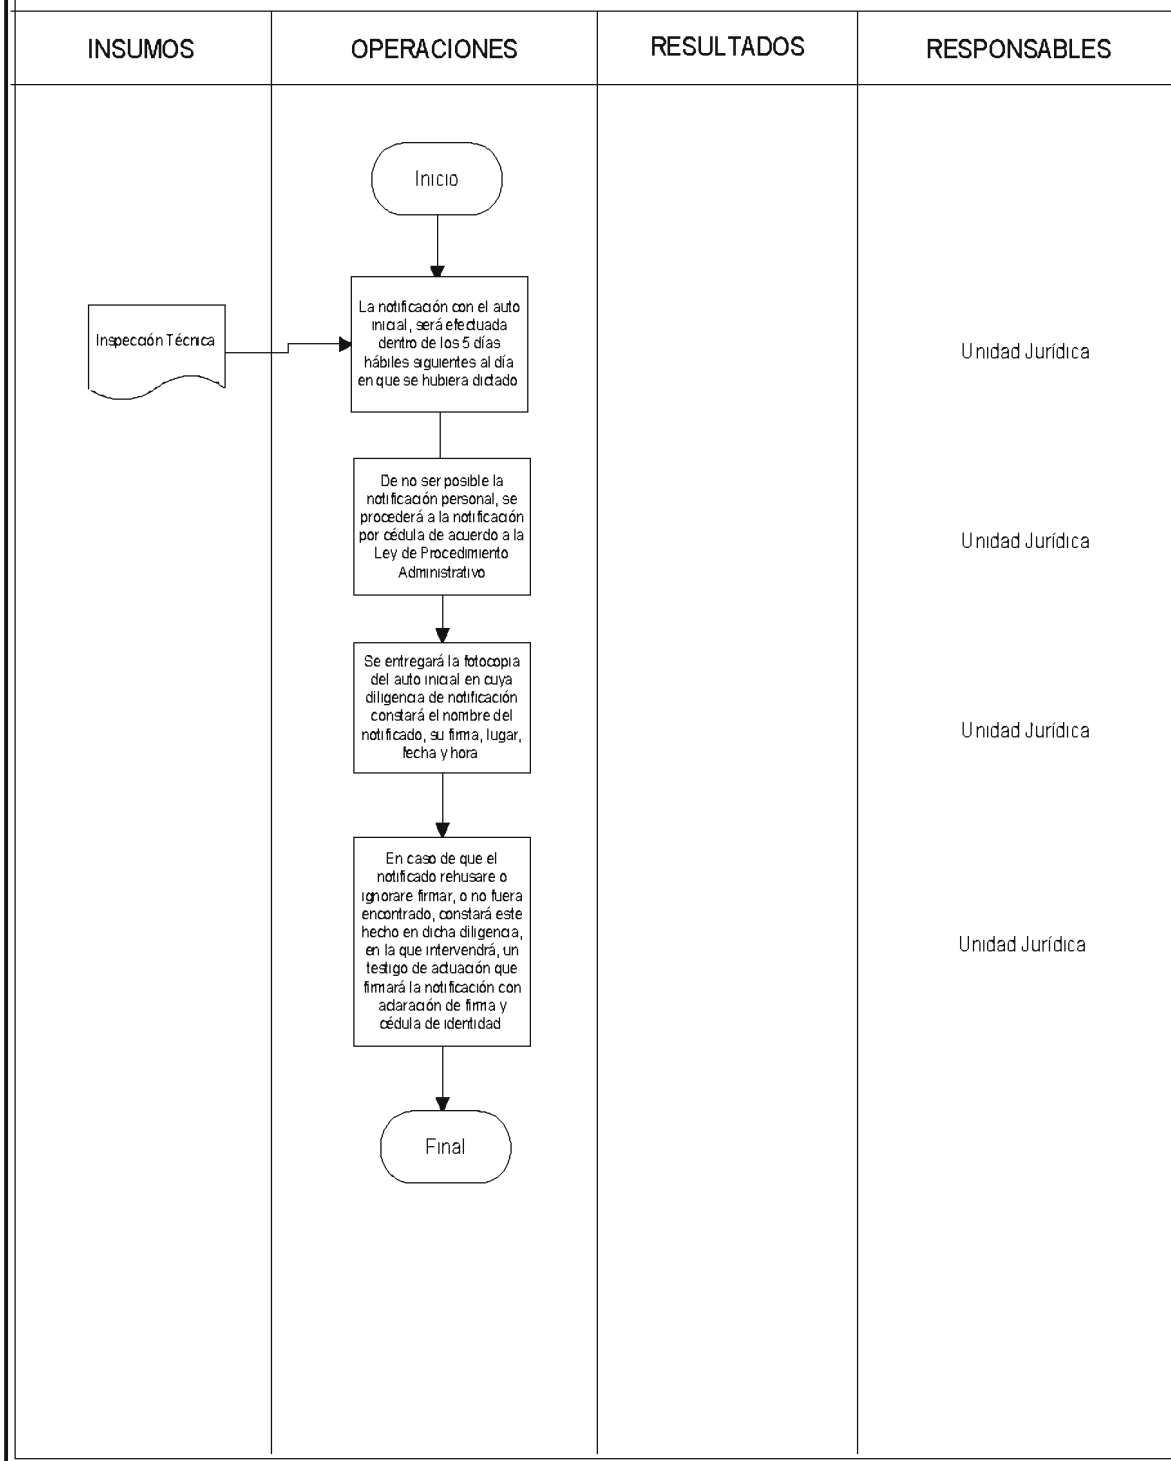 INSUMOS
OPERACIONES
RESULTADOS
RESPONSABLES
Inicio
La notificación con el auto
inicial, será efectuada
dentro de los 5 días
hábiles siguientes al día
en que se hubiera dictado
Inspección Técnica
Unidad Jurídica
De no ser posible la
notificación personal, se
procederá a la notificación
por cédula de acuerdo a la
Ley de Procedimiento
Administrativo
Unidad Jurídica
Se entregará la fotocopia
del auto inicial en cuya
diligencia de notificación
constará el nombre del
notificado, su firma, lugar,
fecha y hora
Unidad Jurídica
En caso de que el
notificado rehusare o
ignorare firmar, o no fuera
encontrado, constará este
hecho en dicha diligencia,
en la que intervendrá, un
testigo de actuación que
firmará la notificación con
aclaración de firma y
cédula de identidad
Unidad Jurídica
Final